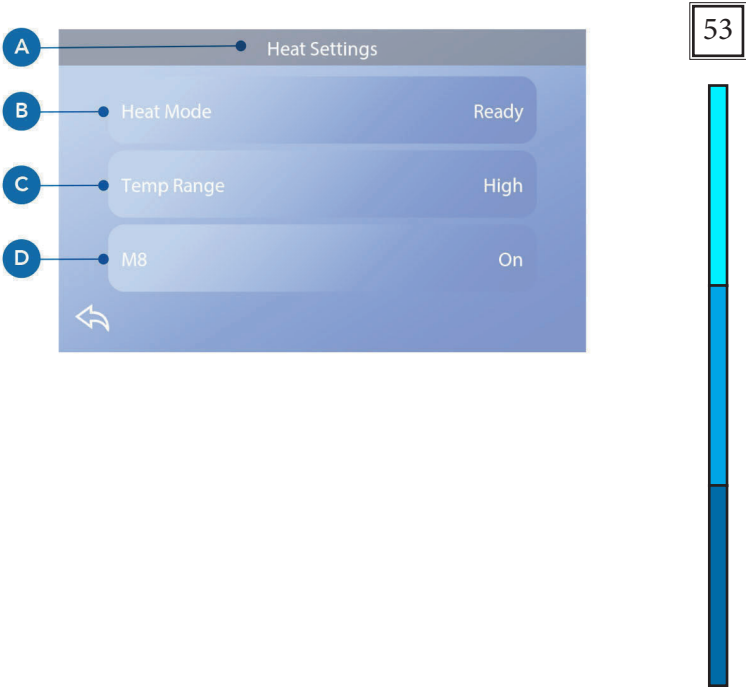 53
A
Heat Settings
B
Heat Mode Ready
C
Temp Range High
D
M8 On